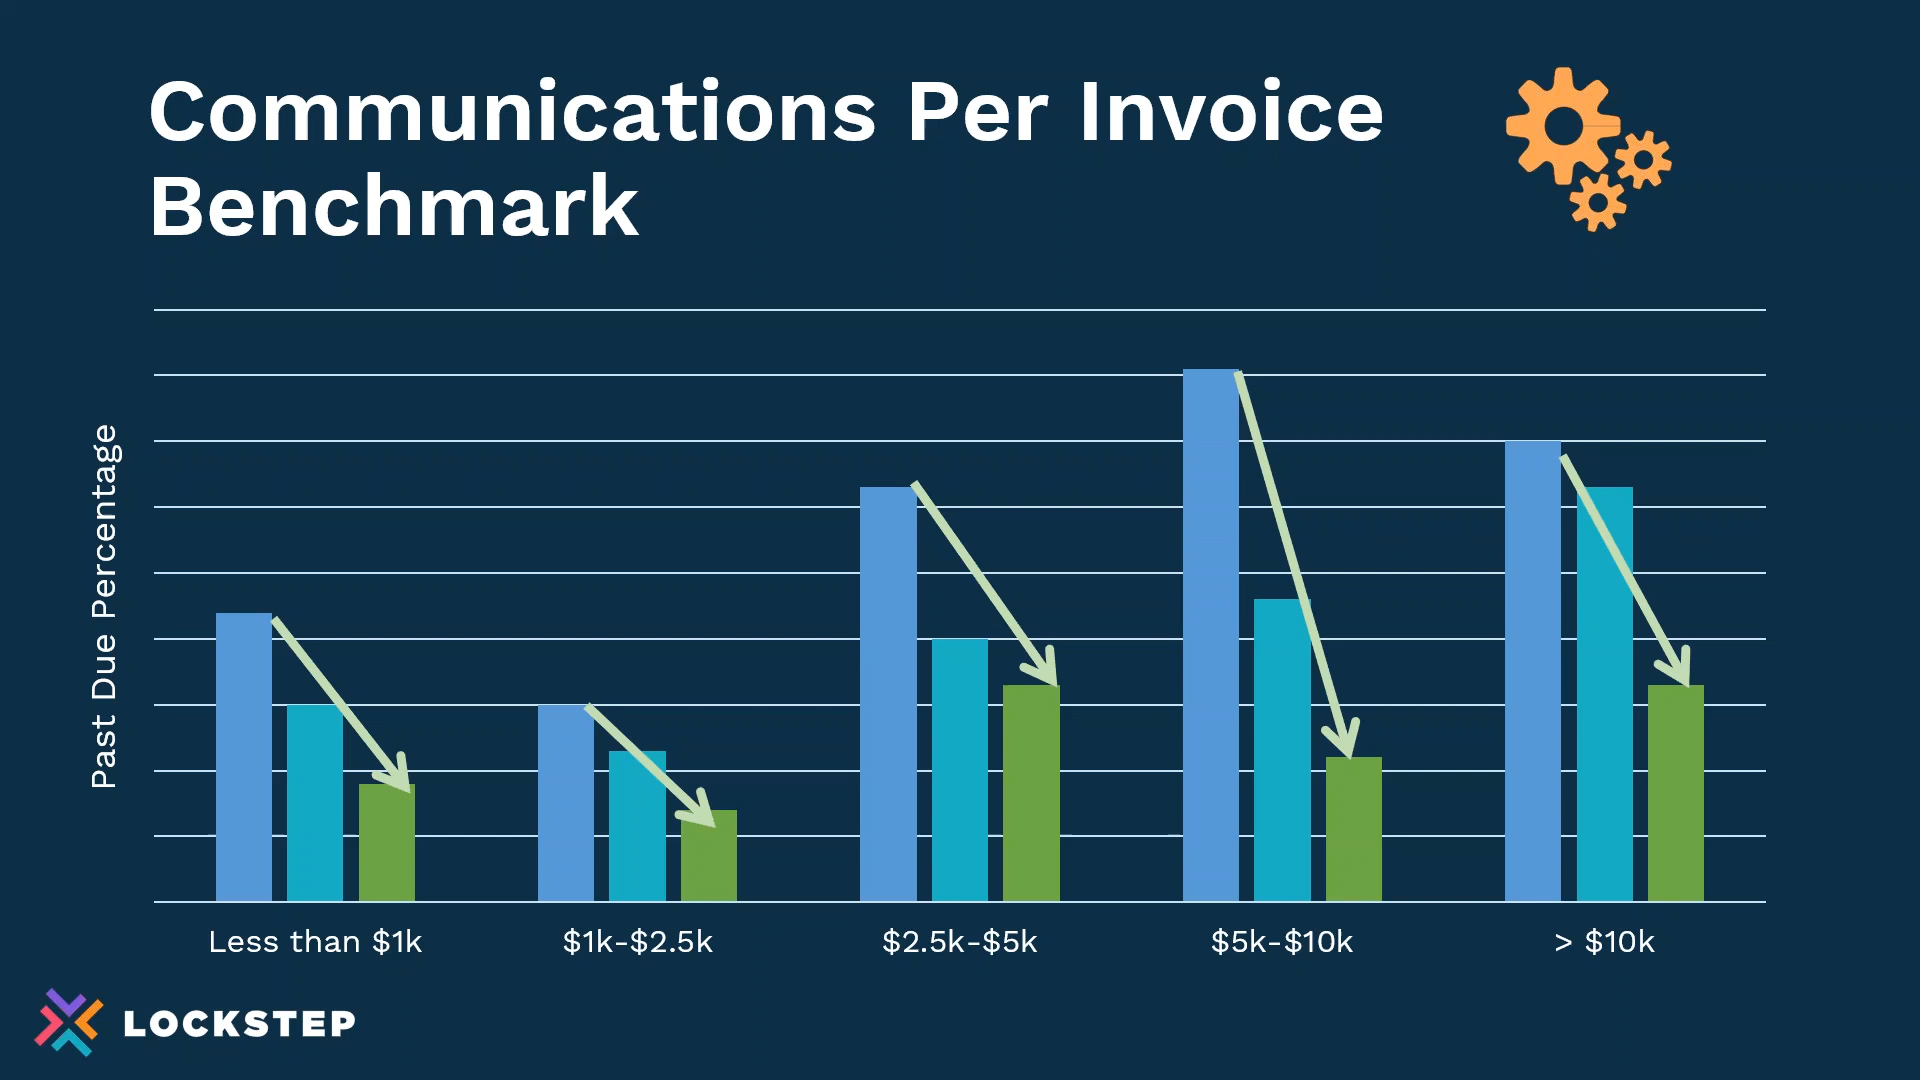 Communications Per Invoice
Benchmark
Past Due Percentage
Less than $1k
$1k-$2.5k
$2.5k-$5k
$5k-$10k
> $10k
LOCKSTEP